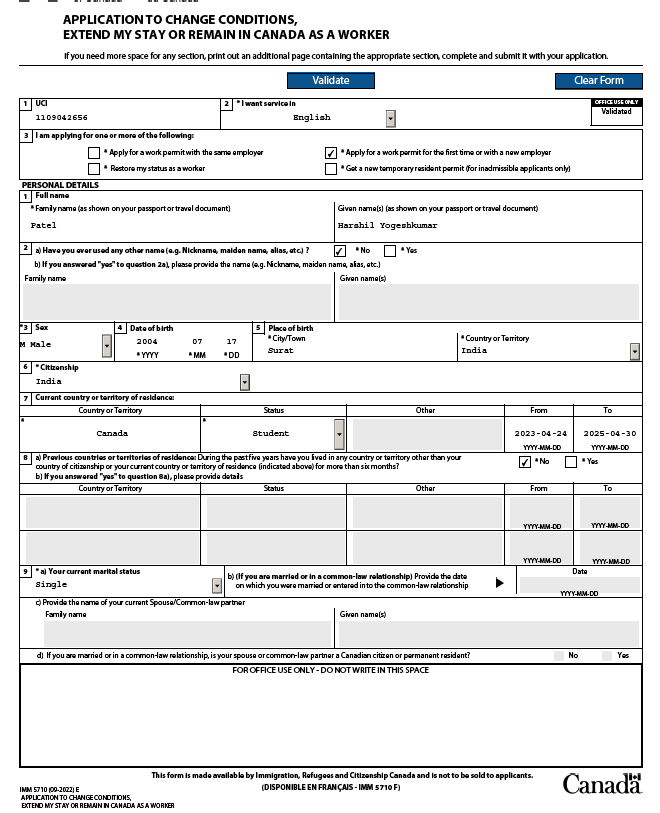 APPLICATION TO CHANGE CONDITIONS,
EXTEND MY STAY OR REMAIN IN CANADA AS A WORKER
If you need more space for any section, print out an additional page containing the appropriate section, complete and submit it with your application.
Validate
Clear Form
1 UCI
1109042656
2 * I want service in
English
OFFICE USE ONLY
Validated
3 I am applying for one or more of the following:
* Apply for a work permit with the same employer
* Apply for a work permit for the first time or with a new employer
* Restore my status as a worker
* Get a new temporary resident permit (for inadmissible applicants only)
PERSONAL DETAILS
1 Full name
* Family name (as shown on your passport or travel document)
Given name(s) (as shown on your passport or travel document)
Patel
Harshil Yogeshkumar
2 a) Have you ever used any other name (e.g. Nickname, maiden name, alias, etc.) ?
* No * Yes
b) If you answered "yes" to question 2a), please provide the name (e.g. Nickname, maiden name, alias, etc.)
Family name
Given name(s)
*3 Sex
M Male
4 Date of birth
2004 07 17
* YYYY * MM * DD
5 Place of birth
* City/Town
Surat
* Country or Territory
India
6 * Citizenship
India
7 Current country or territory of residence:
Country or Territory Status Other From To
* Canada * Student 2023-04-24 2025-04-30
YYYY-MM-DD YYYY-MM-DD
8 a) Previous countries or territories of residence: During the past five years have you lived in any country or territory other than your
country of citizenship or your current country or territory of residence (indicated above) for more than six months?
* No * Yes
b) If you answered "yes" to question 8a), please provide details
Country or Territory Status Other From To
YYYY-MM-DD YYYY-MM-DD
YYYY-MM-DD YYYY-MM-DD
9 * a) Your current marital status
Single
b) (If you are married or in a common-law relationship) Provide the date
on which you were married or entered into the common-law relationship
Date
YYYY-MM-DD
c) Provide the name of your current Spouse/Common-law partner
Family name
Given name(s)
d) If you are married or in a common-law relationship, is your spouse or common-law partner a Canadian citizen or permanent resident?
No Yes
FOR OFFICE USE ONLY - DO NOT WRITE IN THIS SPACE
This form is made available by Immigration, Refugees and Citizenship Canada and is not to be sold to applicants.
(DISPONIBLE EN FRANÇAIS - IMM 5710 F)
IMM 5710 (09-2022) E
APPLICATION TO CHANGE CONDITIONS,
EXTEND MY STAY OR REMAIN IN CANADA AS A WORKER
Canada